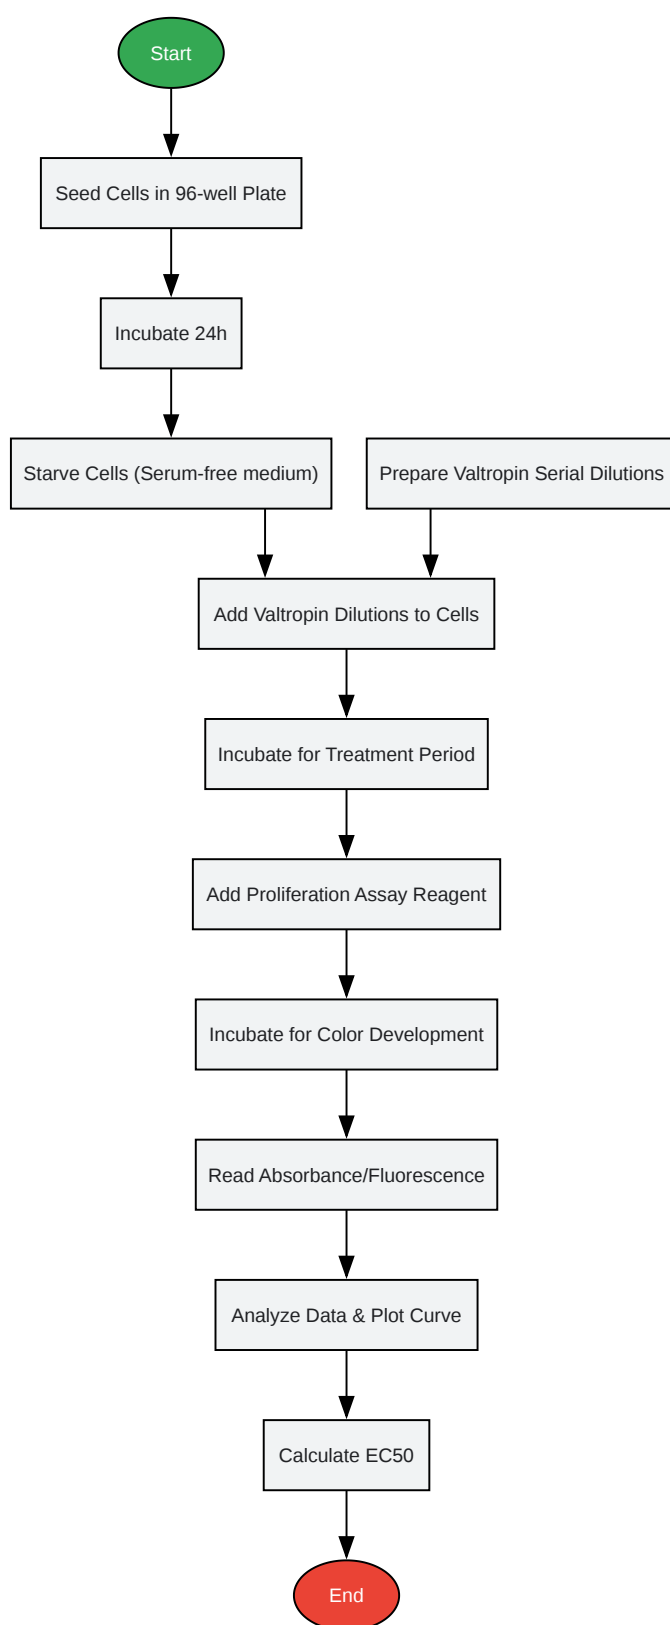 Start
Seed Cells in 96-well Plate
Incubate 24h
Starve Cells (Serum-free medium)
Prepare Valtropin Serial Dilutions
Add Valtropin Dilutions to Cells
Incubate for Treatment Period
Add Proliferation Assay Reagent
Incubate for Color Development
Read Absorbance/Fluorescence
Analyze Data & Plot Curve
Calculate EC50
End